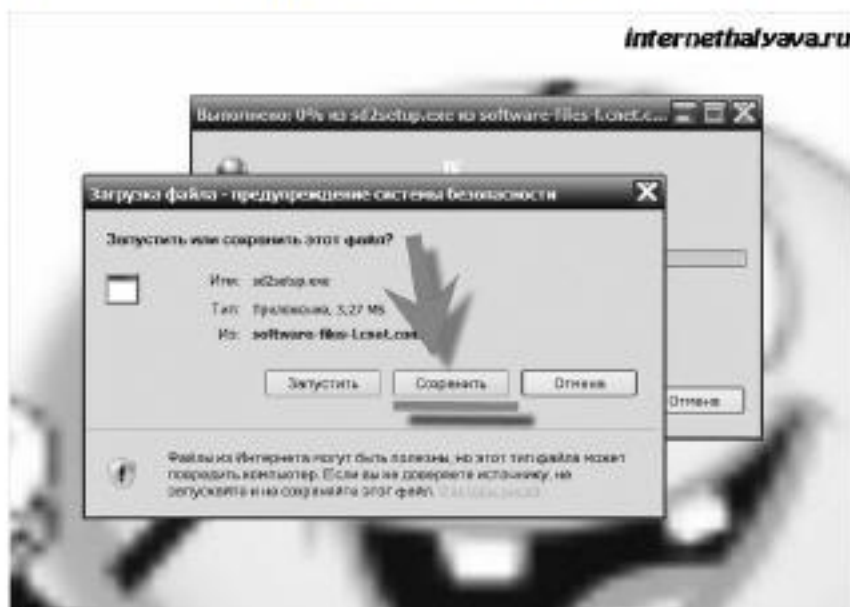 internethalyava.ru
Выполнено: 0% из sd2setup.exe из software-files-l.cnet.c...
Загрузка файла - предупреждение системы безопасности
Запустить или сохранить этот файл?
Имя: sd2setup.exe
Тип: Приложение, 3,27 МБ
Из: software-files-l.cnet.com
Запустить Сохранить Отмена
Отмена
Файлы из Интернета могут быть полезны, но этот тип файла может
повредить компьютер. Если вы не доверяете источнику, не
запускайте и не сохраняйте этот файл.